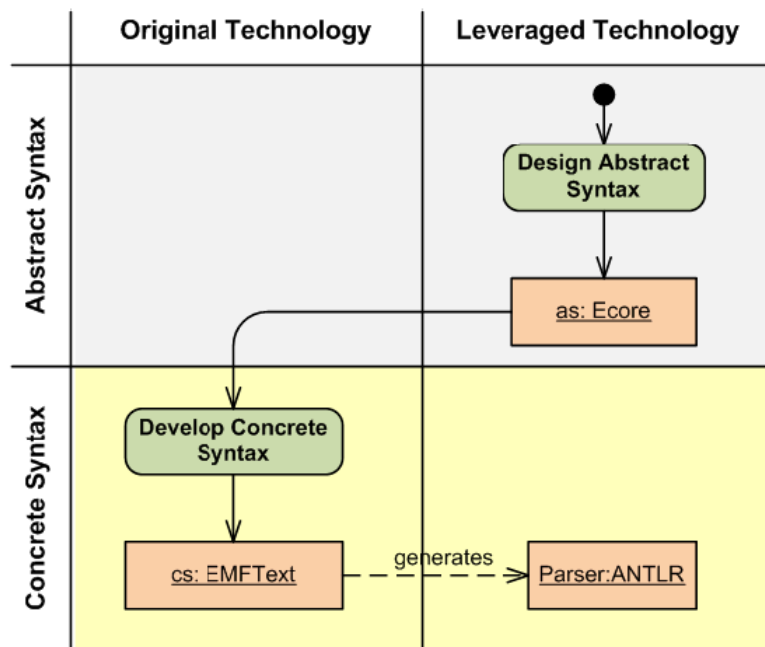 Original Technology
Leveraged Technology
Abstract Syntax
Design Abstract
Syntax
as: Ecore
Concrete Syntax
Develop Concrete
Syntax
cs: EMFText
generates
Parser:ANTLR